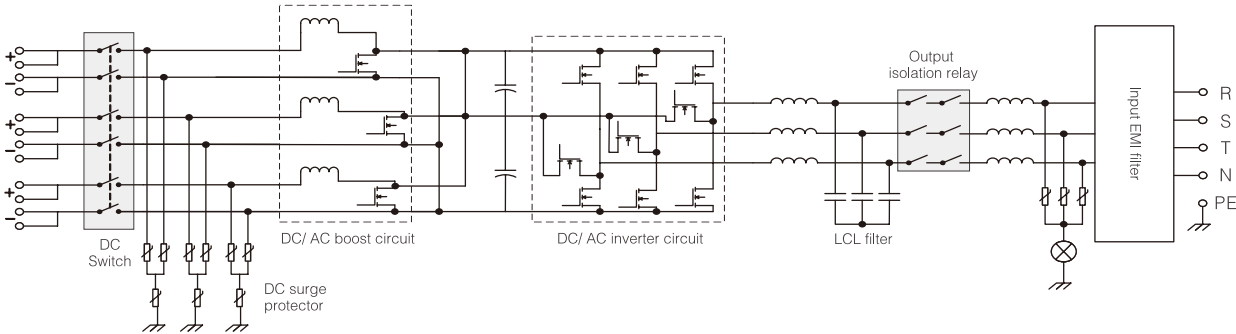 +
−
+
−
+
−
DC
Switch
DC surge
protector
DC/ AC boost circuit
DC/ AC inverter circuit
LCL filter
Output
isolation relay
Input EMI filter
R
S
T
N
PE